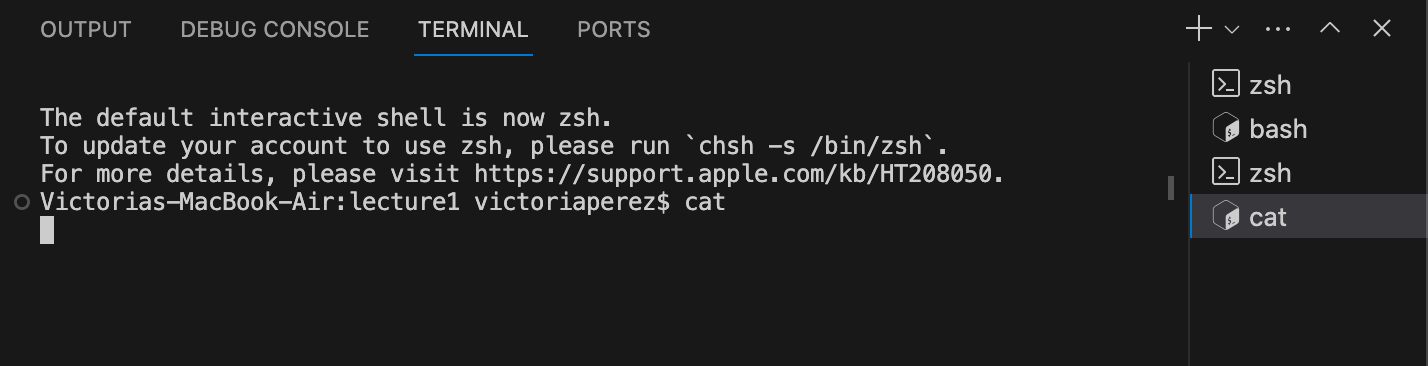 OUTPUT DEBUG CONSOLE TERMINAL PORTS
The default interactive shell is now zsh.
To update your account to use zsh, please run `chsh -s /bin/zsh`.
For more details, please visit https://support.apple.com/kb/HT208050.
Victorias-MacBook-Air:lecture1 victoriaperez$ cat
zsh
bash
zsh
cat